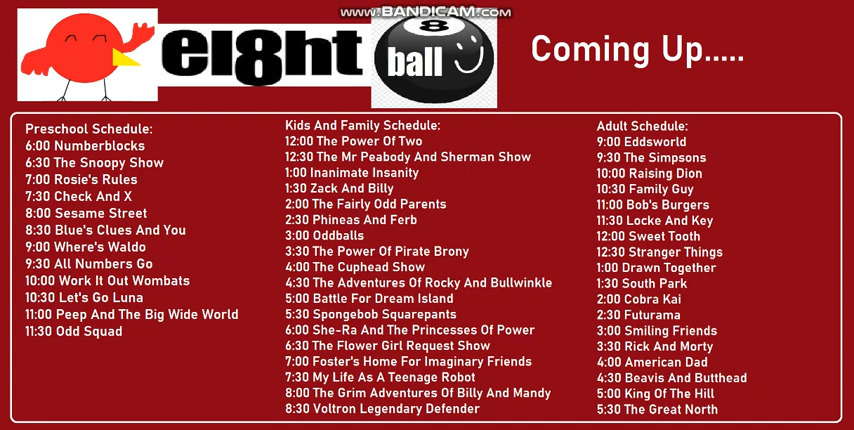 WWW.BANDICAM.COM
el8ht
8
ball
Coming Up.....
Preschool Schedule:
6:00 Numberblocks
6:30 The Snoopy Show
7:00 Rosie's Rules
7:30 Check And X
8:00 Sesame Street
8:30 Blue's Clues And You
9:00 Where's Waldo
9:30 All Numbers Go
10:00 Work It Out Wombats
10:30 Let's Go Luna
11:00 Peep And The Big Wide World
11:30 Odd Squad
Kids And Family Schedule:
12:00 The Power Of Two
12:30 The Mr Peabody And Sherman Show
1:00 Inanimate Insanity
1:30 Zack And Billy
2:00 The Fairly Odd Parents
2:30 Phineas And Ferb
3:00 Oddballs
3:30 The Power Of Pirate Brony
4:00 The Cuphead Show
4:30 The Adventures Of Rocky And Bullwinkle
5:00 Battle For Dream Island
5:30 Spongebob Squarepants
6:00 She-Ra And The Princesses Of Power
6:30 The Flower Girl Request Show
7:00 Foster's Home For Imaginary Friends
7:30 My Life As A Teenage Robot
8:00 The Grim Adventures Of Billy And Mandy
8:30 Voltron Legendary Defender
Adult Schedule:
9:00 Eddsworld
9:30 The Simpsons
10:00 Raising Dion
10:30 Family Guy
11:00 Bob's Burgers
11:30 Locke And Key
12:00 Sweet Tooth
12:30 Stranger Things
1:00 Drawn Together
1:30 South Park
2:00 Cobra Kai
2:30 Futurama
3:00 Smiling Friends
3:30 Rick And Morty
4:00 American Dad
4:30 Beavis And Butthead
5:00 King Of The Hill
5:30 The Great North